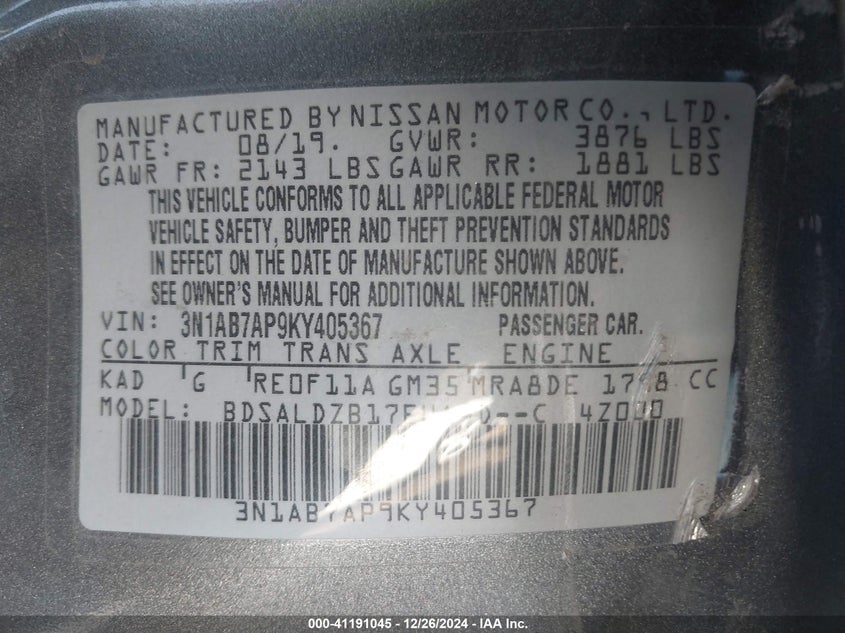 MANUFACTURED BY NISSAN MOTOR CO., LTD.
DATE: 08/19. GVWR: 3876 LBS
GAWR FR: 2143 LBS GAWR RR: 1881 LBS
THIS VEHICLE CONFORMS TO ALL APPLICABLE FEDERAL MOTOR
VEHICLE SAFETY, BUMPER AND THEFT PREVENTION STANDARDS
IN EFFECT ON THE DATE OF MANUFACTURE SHOWN ABOVE.
SEE OWNER'S MANUAL FOR ADDITIONAL INFORMATION.
VIN: 3N1AB7AP9KY405367 PASSENGER CAR.
COLOR TRIM TRANS AXLE ENGINE
KAD G RE0F11A GM35 MRA8DE 1798 CC
MODEL:
3N1AB7AP9KY405367
000-41191045 - 12/26/2024 - IAA Inc.